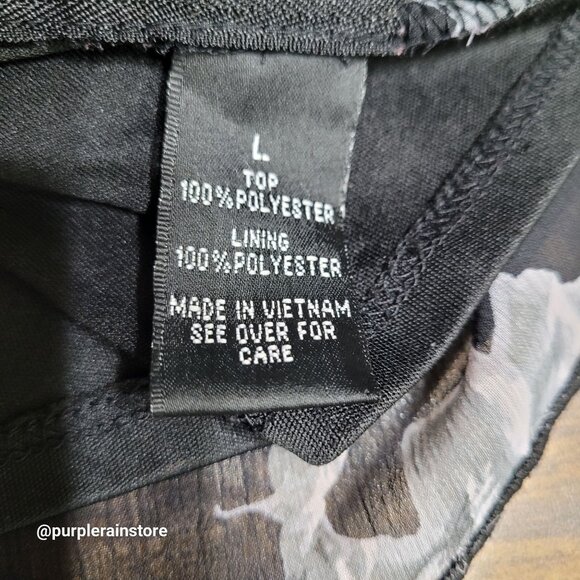 L
TOP
100%POLYESTER
LINING
100%POLYESTER
MADE IN VIETNAM
SEE OVER FOR
CARE
@purplerainstore